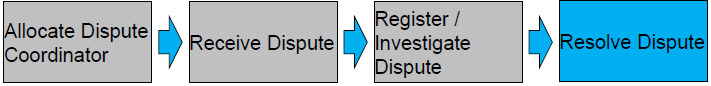 Allocate Dispute
Coordinator
Receive Dispute
Register /
Investigate
Dispute
Resolve Dispute